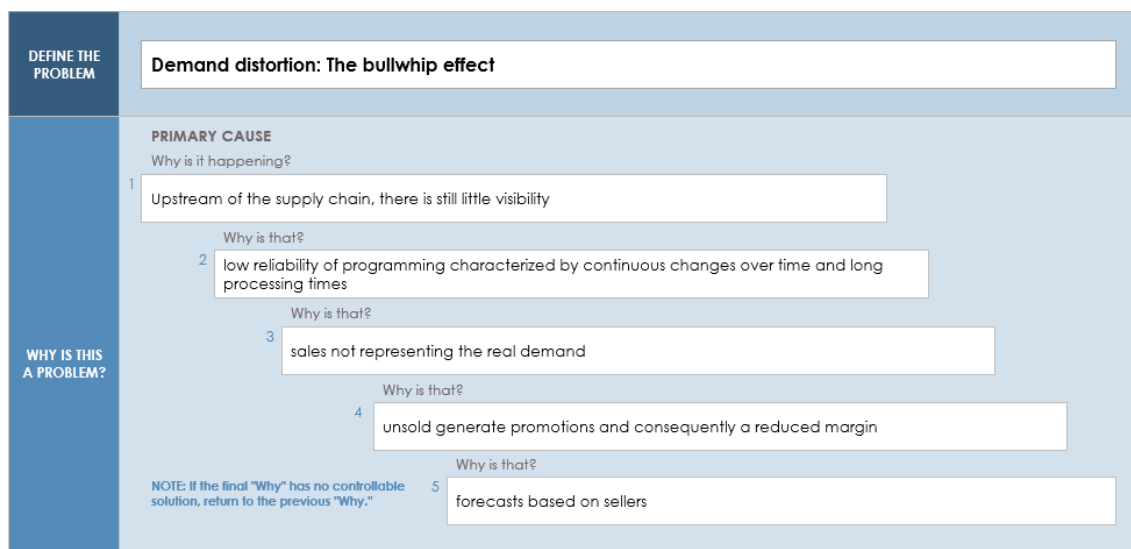 DEFINE THE
PROBLEM
Demand distortion: The bullwhip effect
WHY IS THIS
A PROBLEM?
PRIMARY CAUSE
Why is it happening?
1
Upstream of the supply chain, there is still little visibility
Why is that?
2
low reliability of programming characterized by continuous changes over time and long
processing times
Why is that?
3
sales not representing the real demand
Why is that?
4
unsold generate promotions and consequently a reduced margin
Why is that?
NOTE: If the final "Why" has no controllable
solution, return to the previous "Why."
5
forecasts based on sellers